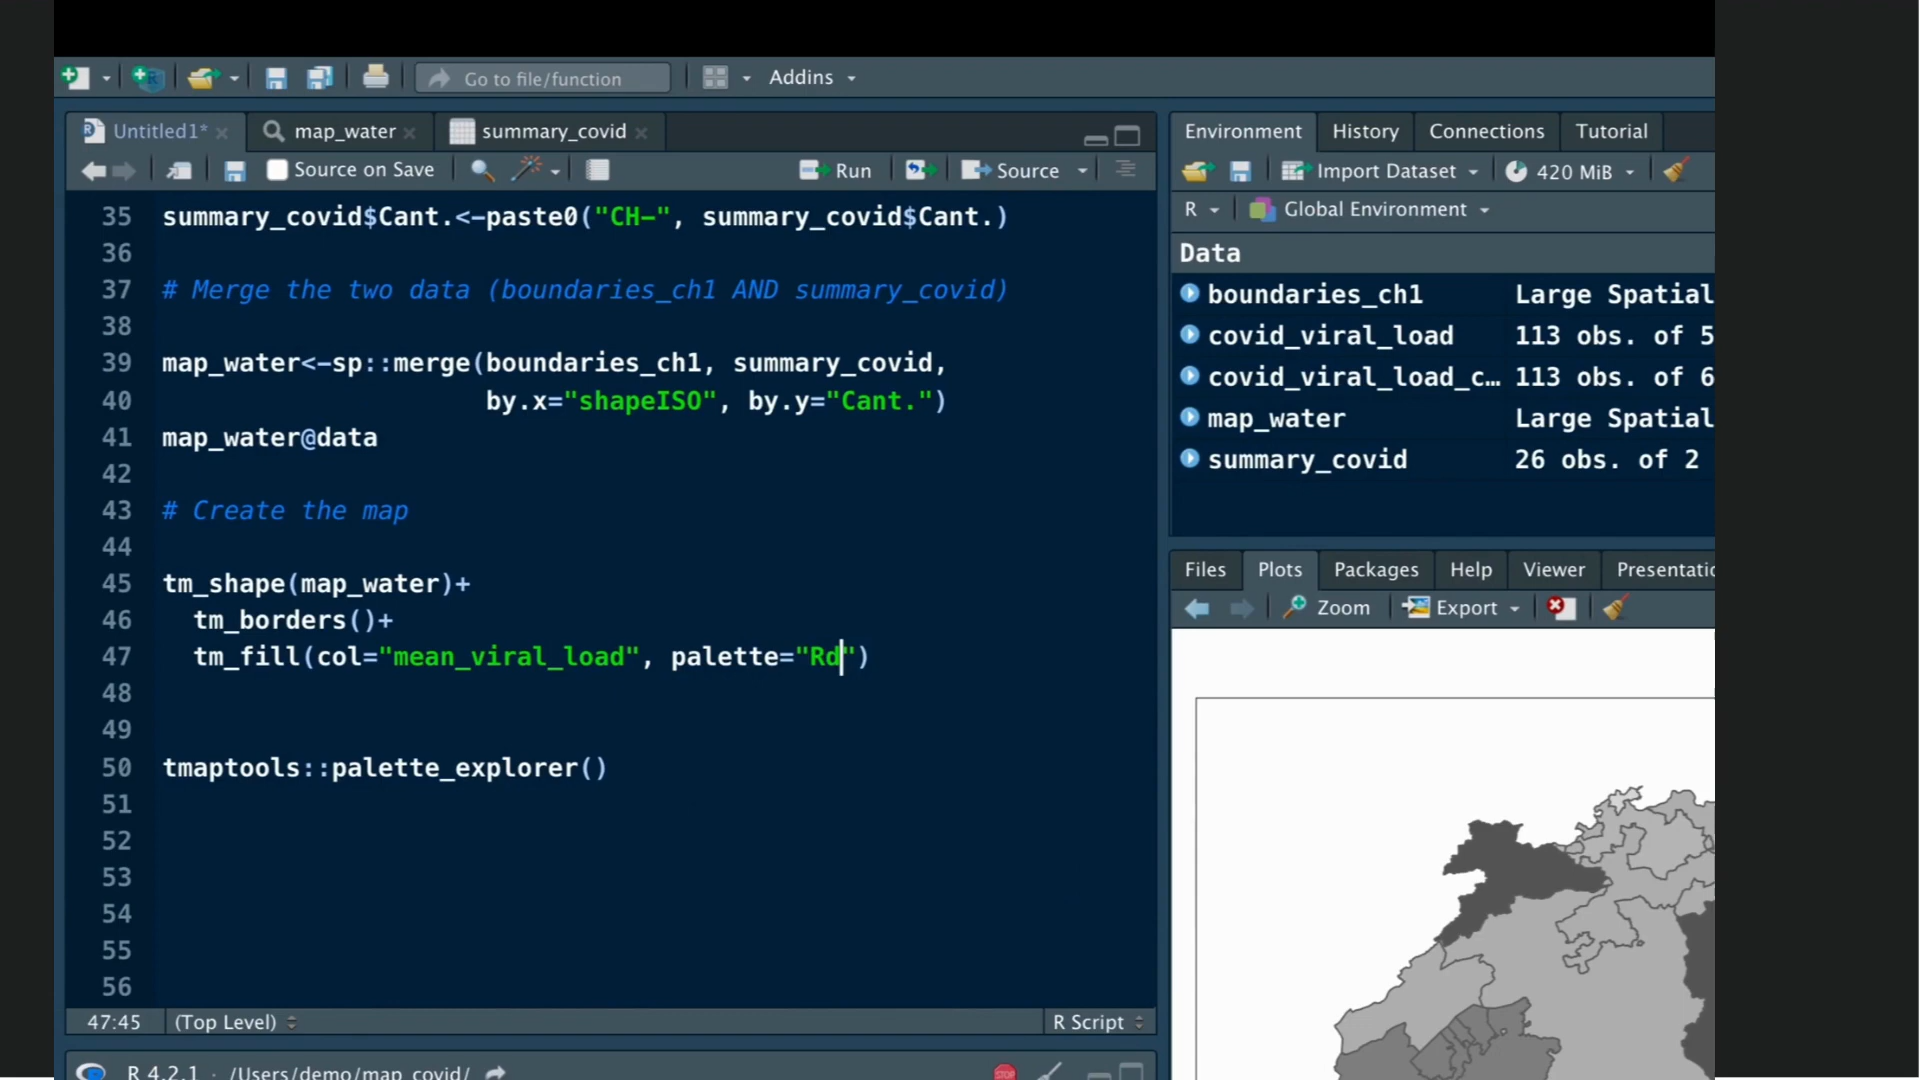 Go to file/function
Addins
Untitled1*
map_water
summary_covid
Source on Save
Run
Source
35 summary_covid$Cant.<-paste0("CH-", summary_covid$Cant.)
36
37 # Merge the two data (boundaries_ch1 AND summary_covid)
38
39 map_water<-sp::merge(boundaries_ch1, summary_covid,
40 by.x="shapeISO", by.y="Cant.")
41 map_water@data
42
43 # Create the map
44
45 tm_shape(map_water)+
46 tm_borders()+
47 tm_fill(col="mean_viral_load", palette="Rd")
48
49
50 tmaptools::palette_explorer()
51
52
53
54
55
56
47:45 (Top Level) R Script
R 4.2.1 · /Users/demo/map_covid/
Environment History Connections Tutorial
Import Dataset 420 MiB
R Global Environment
Data
boundaries_ch1 Large Spatial
covid_viral_load 113 obs. of 5
covid_viral_load_c… 113 obs. of 6
map_water Large Spatial
summary_covid 26 obs. of 2
Files Plots Packages Help Viewer Presentatio
Zoom Export